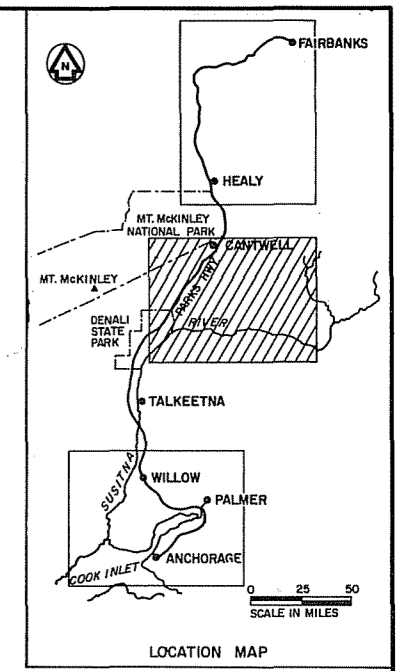 N
FAIRBANKS
HEALY
MT. McKINLEY
NATIONAL PARK
CANTWELL
MT. McKINLEY
PARKS HWY
DENALI
STATE
PARK
RIVER
TALKEETNA
SUSITNA
WILLOW
PALMER
COOK INLET
ANCHORAGE
0 25 50
SCALE IN MILES
LOCATION MAP